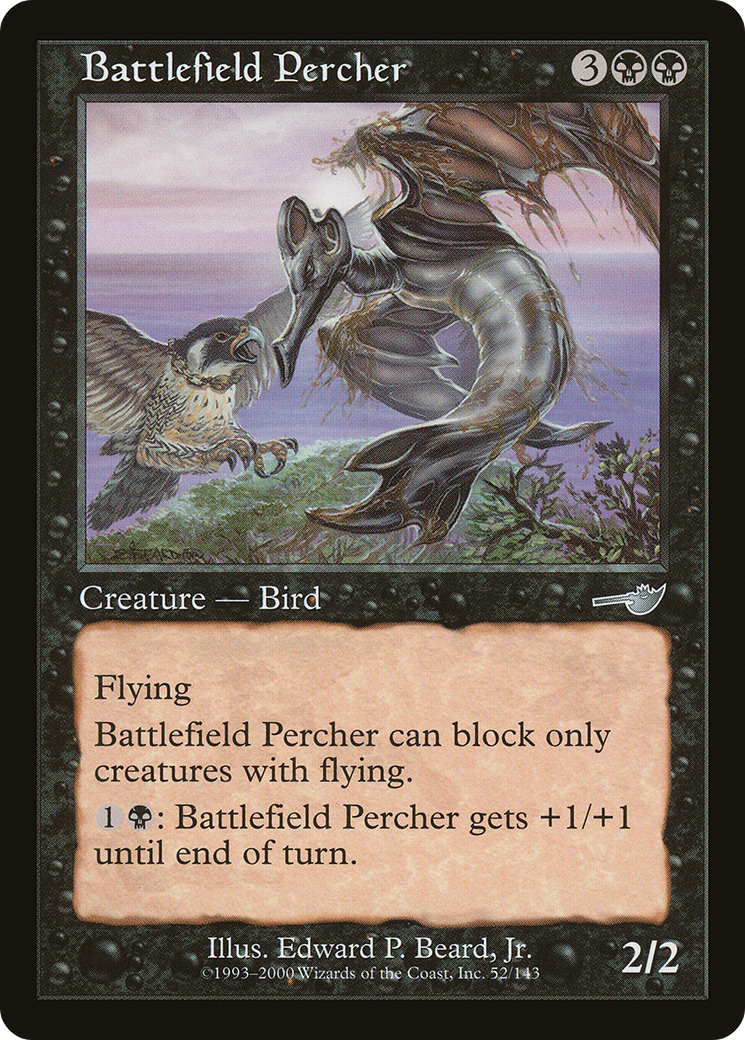 Battlefield Percher 3
Creature — Bird
Flying
Battlefield Percher can block only
creatures with flying.
1 : Battlefield Percher gets +1/+1
until end of turn.
Illus. Edward P. Beard, Jr.
©1993–2000 Wizards of the Coast, Inc. 52/143
2/2